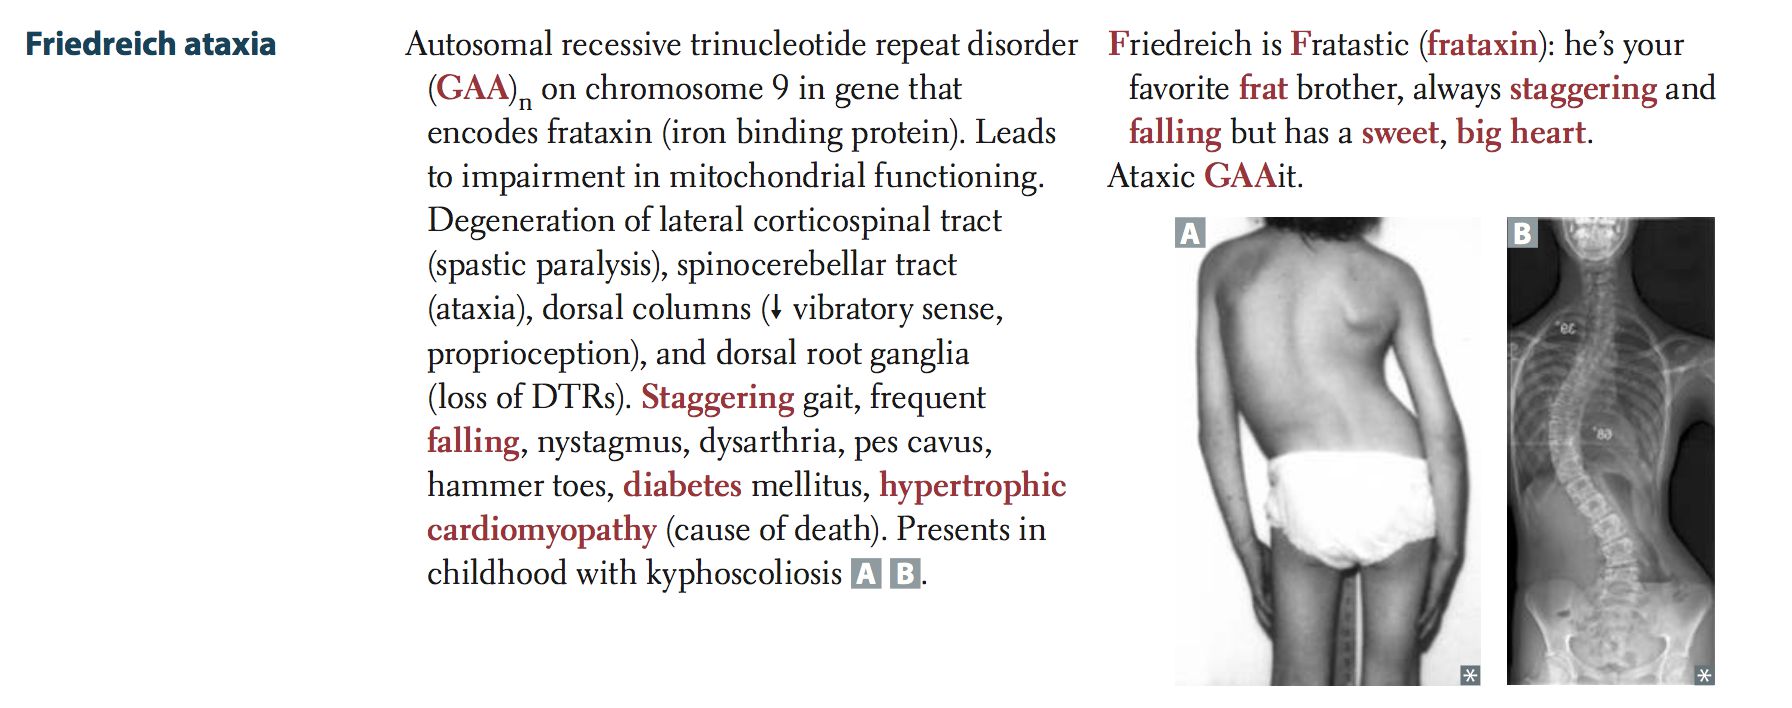 Friedreich ataxia
Autosomal recessive trinucleotide repeat disorder
(GAA)n on chromosome 9 in gene that
encodes frataxin (iron binding protein). Leads
to impairment in mitochondrial functioning.
Degeneration of lateral corticospinal tract
(spastic paralysis), spinocerebellar tract
(ataxia), dorsal columns (↓ vibratory sense,
proprioception), and dorsal root ganglia
(loss of DTRs). Staggering gait, frequent
falling, nystagmus, dysarthria, pes cavus,
hammer toes, diabetes mellitus, hypertrophic
cardiomyopathy (cause of death). Presents in
childhood with kyphoscoliosis A B.
Friedreich is Fratastic (frataxin): he's your
favorite frat brother, always staggering and
falling but has a sweet, big heart.
Ataxic GAAit.
A
B